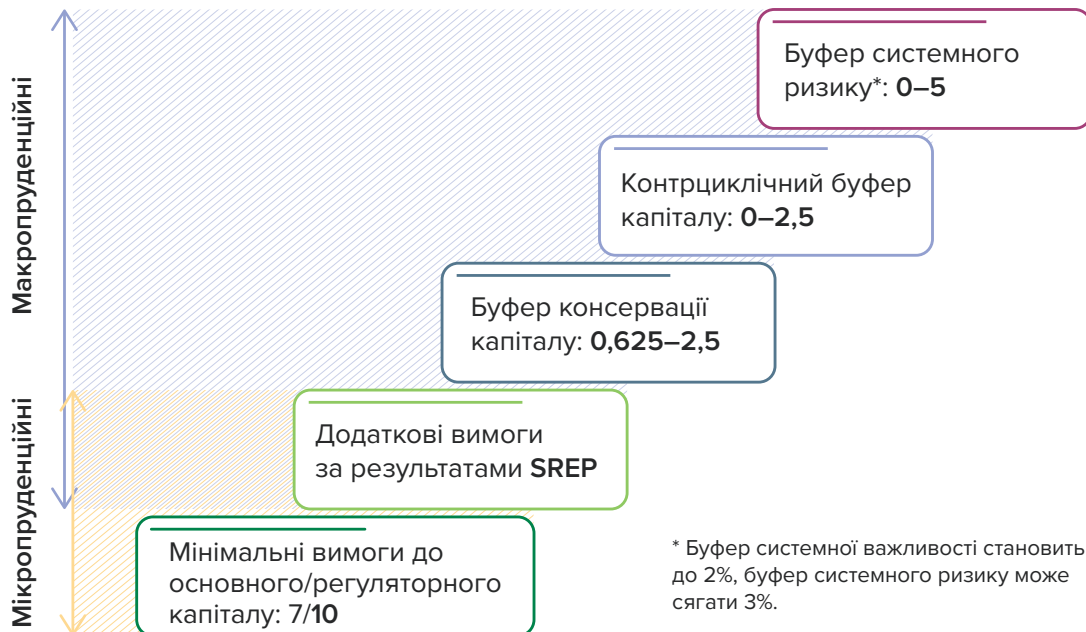 Макропруденційні
Мікропруденційні
Буфер системного
ризику*: 0–5
Контрциклічний буфер
капіталу: 0–2,5
Буфер консервації
капіталу: 0,625–2,5
Додаткові вимоги
за результатами SREP
Мінімальні вимоги до
основного/регуляторного
капіталу: 7/10
* Буфер системної важливості становить
до 2%, буфер системного ризику може
сягати 3%.